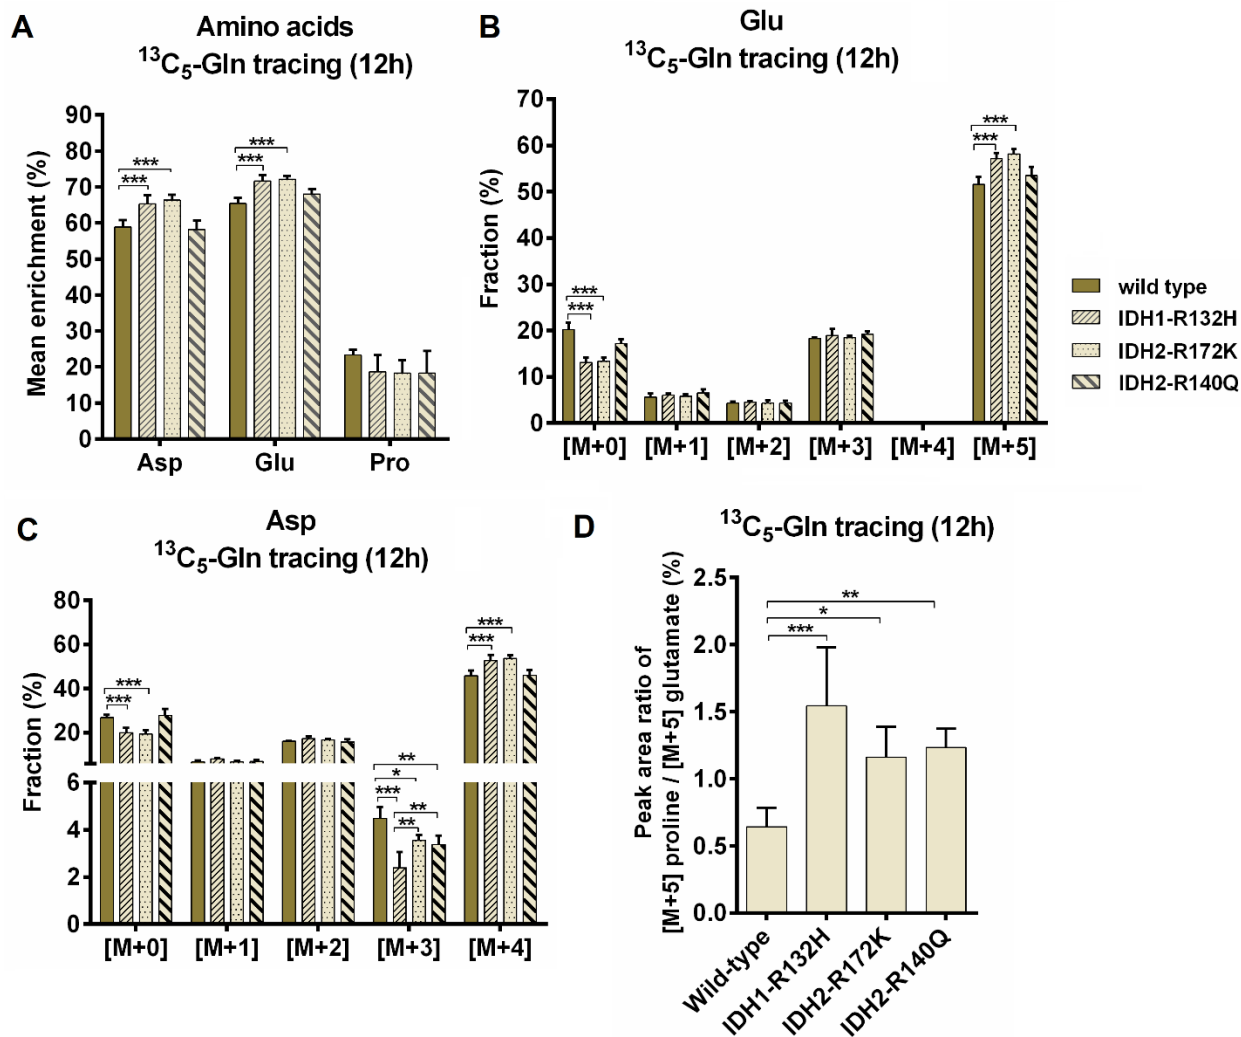 A
Amino acids
¹³C₅-Gln tracing (12h)
Mean enrichment (%)
90
80
70
60
50
40
30
20
10
0
*** ***
*** ***
Asp Glu Pro
B
Glu
¹³C₅-Gln tracing (12h)
Fraction (%)
70
60
50
40
30
20
10
0
*** ***
*** ***
[M+0] [M+1] [M+2] [M+3] [M+4] [M+5]
wild type
IDH1-R132H
IDH2-R172K
IDH2-R140Q
C
Asp
¹³C₅-Gln tracing (12h)
Fraction (%)
80
60
40
20
6
4
2
0
*** ***
*** ***
**
*
*** **
**
[M+0] [M+1] [M+2] [M+3] [M+4]
D
¹³C₅-Gln tracing (12h)
Peak area ratio of
[M+5] proline / [M+5] glutamate (%)
2.5
2.0
1.5
1.0
0.5
0.0
**
*
***
Wild-type
IDH1-R132H
IDH2-R172K
IDH2-R140Q